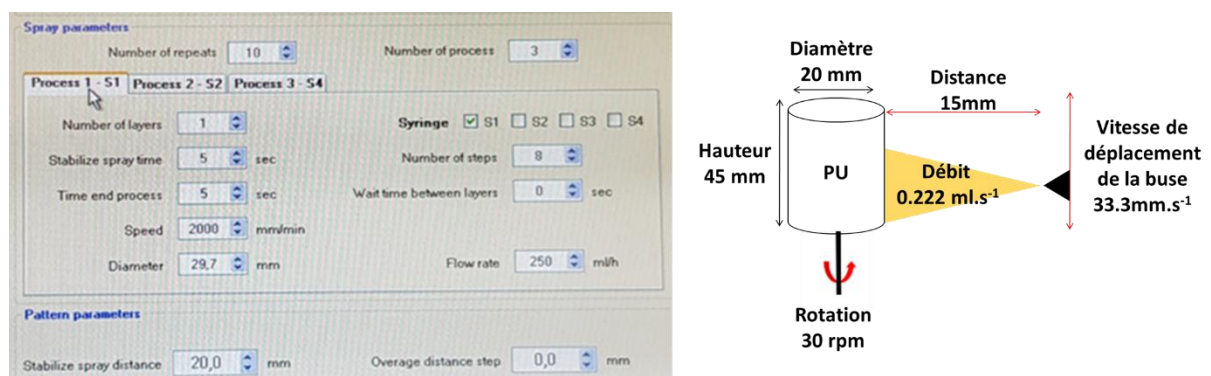 Spray parameters
Number of repeats 10 Number of process 3
Process 1 - S1 Process 2 - S2 Process 3 - S4
Number of layers 1 Syringe S1 S2 S3 S4
Stabilize spray time 5 sec Number of steps 8
Time end process 5 sec Wait time between layers 0 sec
Speed 2000 mm/min
Diameter 29,7 mm Flow rate 250 ml/h
Pattern parameters
Stabilize spray distance 20,0 mm Overage distance step 0,0 mm
Diamètre
20 mm
Distance
15mm
Hauteur
45 mm
PU
Débit
0.222 ml.s⁻¹
Vitesse de
déplacement
de la buse
33.3mm.s⁻¹
Rotation
30 rpm